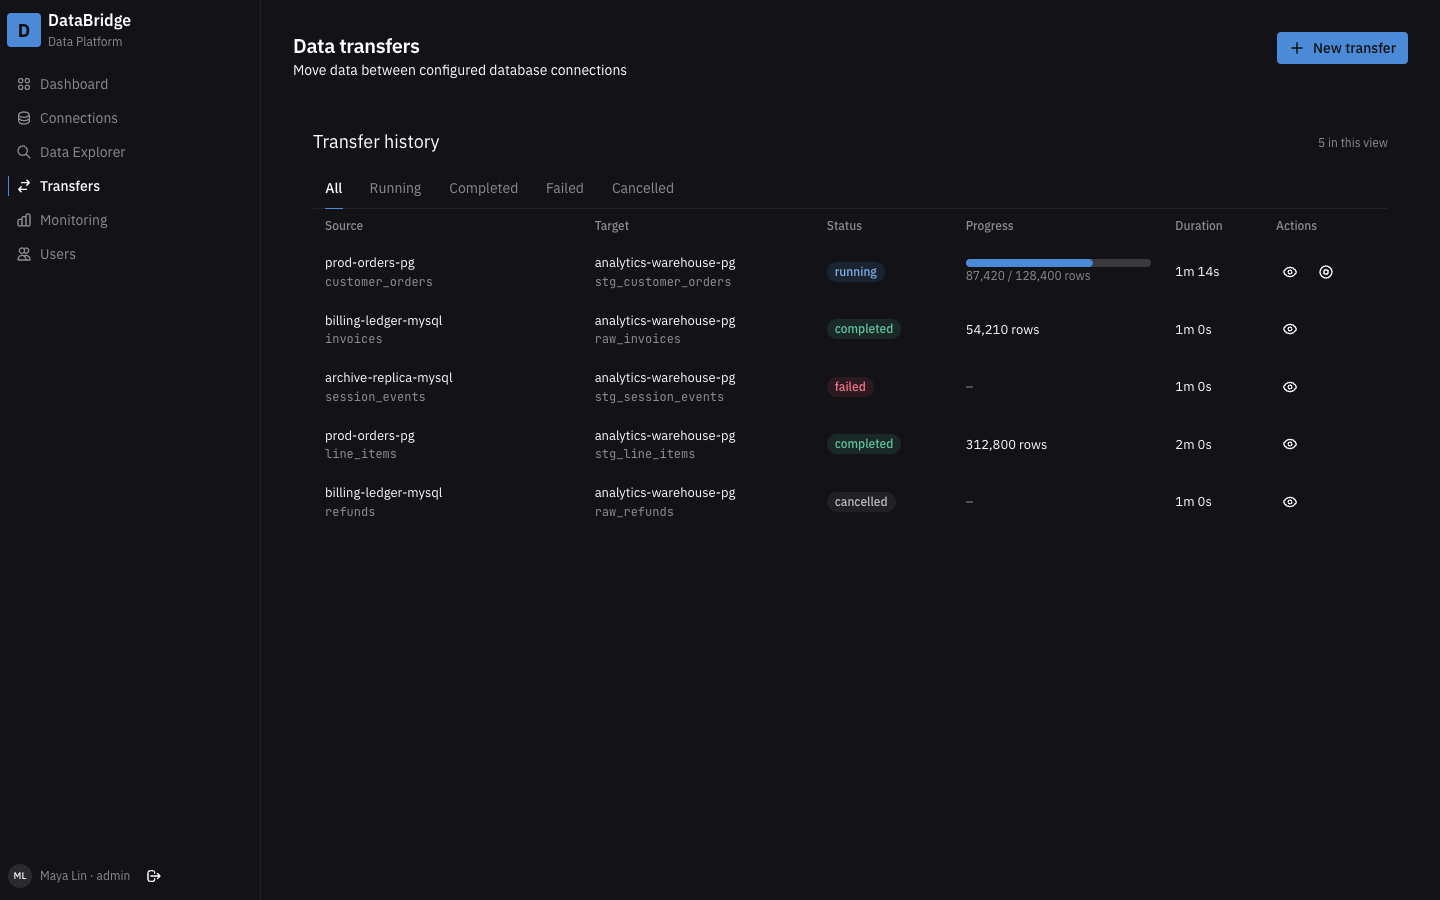 D
DataBridge
Data Platform
Dashboard
Connections
Data Explorer
Transfers
Monitoring
Users
ML
Maya Lin · admin
Data transfers
Move data between configured database connections
New transfer
Transfer history
5 in this view
All Running Completed Failed Cancelled
Source Target Status Progress Duration Actions
prod-orders-pg analytics-warehouse-pg
customer_orders stg_customer_orders
running
87,420 / 128,400 rows
1m 14s
billing-ledger-mysql analytics-warehouse-pg
invoices raw_invoices
completed 54,210 rows 1m 0s
archive-replica-mysql analytics-warehouse-pg
session_events stg_session_events
failed – 1m 0s
prod-orders-pg analytics-warehouse-pg
line_items stg_line_items
completed 312,800 rows 2m 0s
billing-ledger-mysql analytics-warehouse-pg
refunds raw_refunds
cancelled – 1m 0s